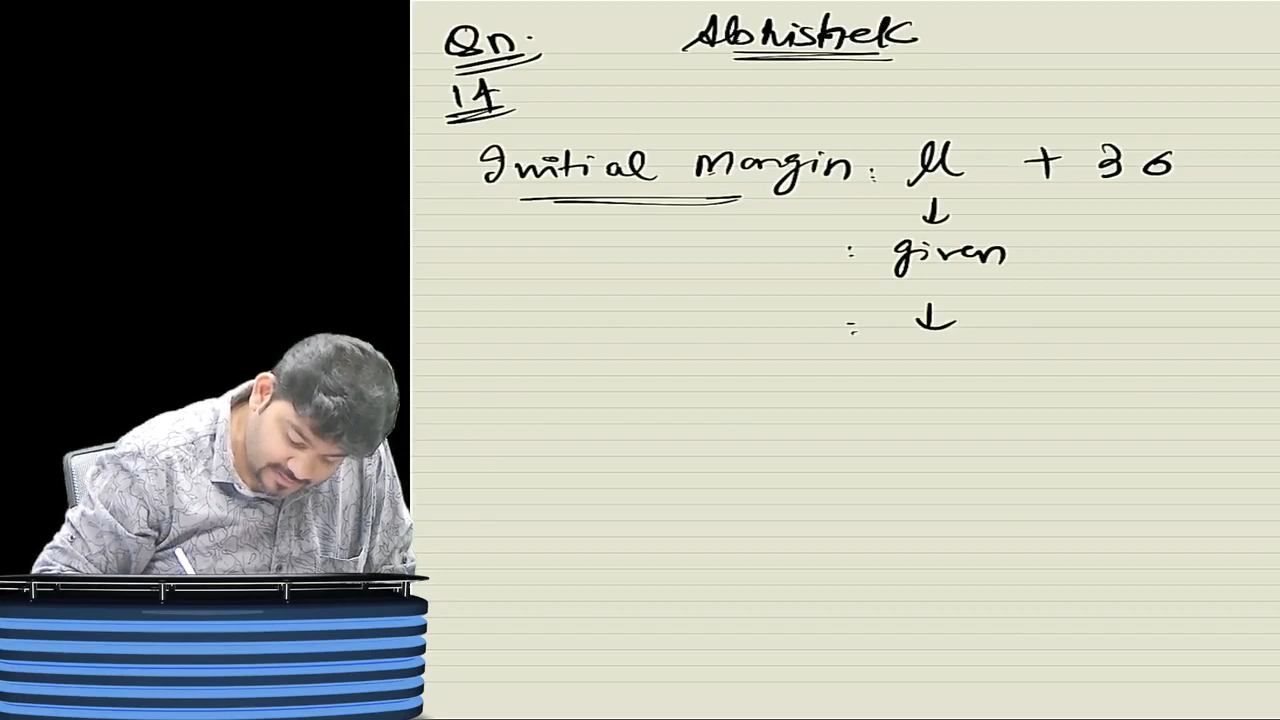 Qn. Abhishek
14
Initial Margin : μ + 3σ
↓
: given
= ↓